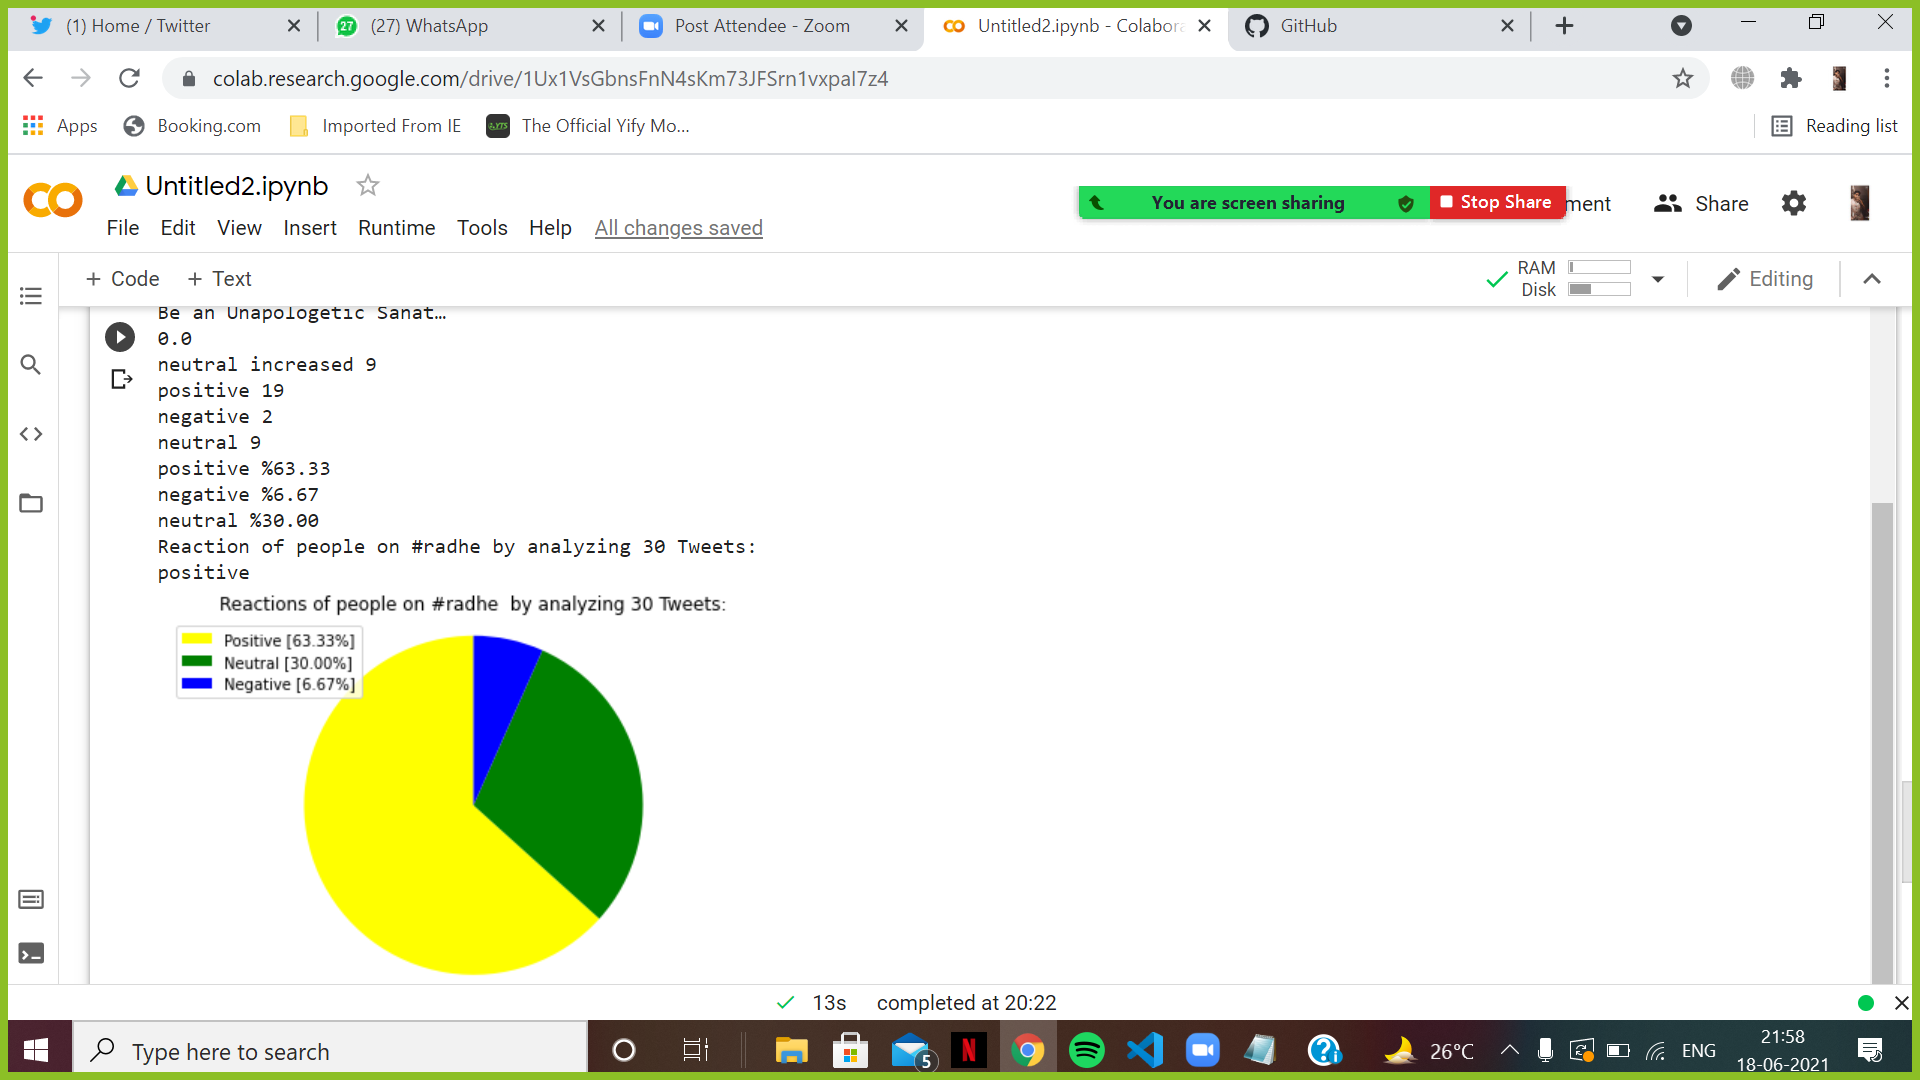 (1) Home / Twitter
27
(27) WhatsApp
Post Attendee - Zoom
Untitled2.ipynb - Colabora
GitHub
colab.research.google.com/drive/1Ux1VsGbnsFnN4sKm73JFSrn1vxpaI7z4
Apps
Booking.com
Imported From IE
The Official Yify Mo...
Reading list
Untitled2.ipynb
You are screen sharing
Stop Share
ment
Share
File Edit View Insert Runtime Tools Help All changes saved
+ Code + Text
RAM
Disk
Editing
Be an Unapologetic Sanat…
0.0
neutral increased 9
positive 19
negative 2
neutral 9
positive %63.33
negative %6.67
neutral %30.00
Reaction of people on #radhe by analyzing 30 Tweets:
positive
Reactions of people on #radhe by analyzing 30 Tweets:
Positive [63.33%]
Neutral [30.00%]
Negative [6.67%]
13s completed at 20:22
Type here to search
5
N
26°C
ENG
21:58
18-06-2021